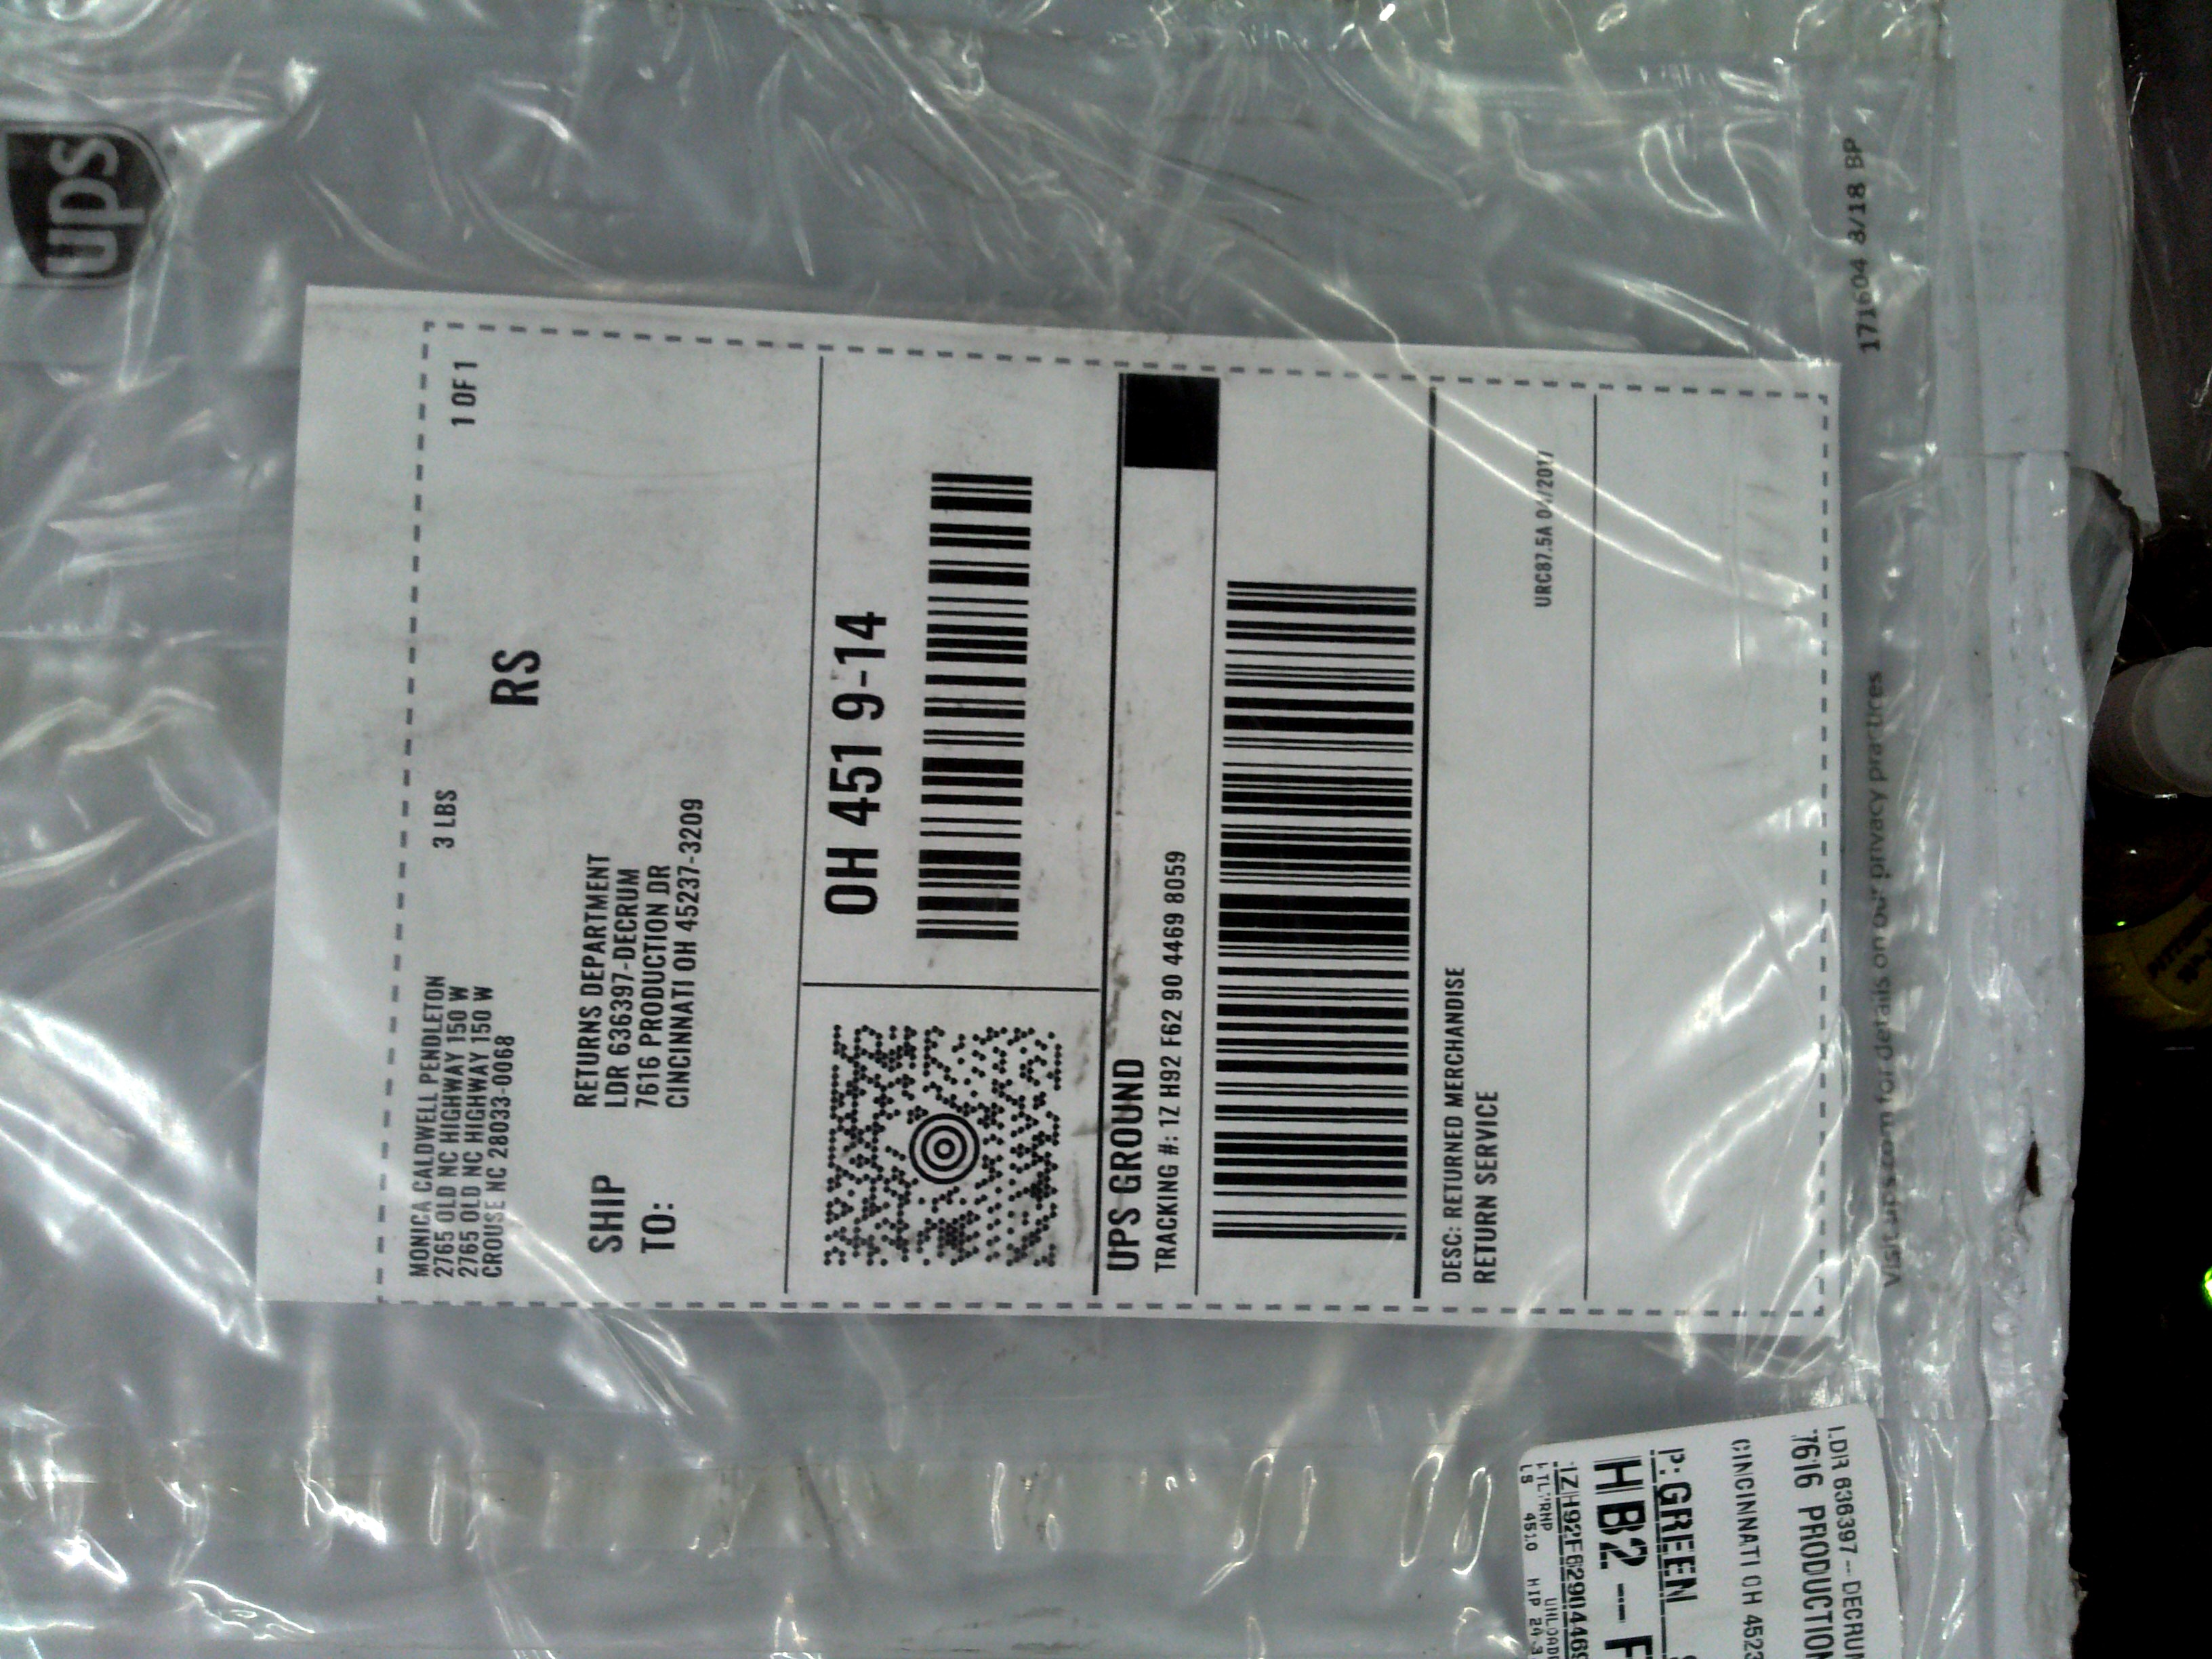 ups
MONICA CALDWELL PENDLETON
2765 OLD NC HIGHWAY 150 W
2765 OLD NC HIGHWAY 150 W
CROUSE NC 28033-0068
3 LBS
1 OF 1
RS
SHIP
TO:
RETURNS DEPARTMENT
LDR 636397-DECRUM
7616 PRODUCTION DR
CINCINNATI OH 45237-3209
OH 451 9-14
UPS GROUND
TRACKING #: 1Z H92 F62 90 4469 8059
DESC: RETURNED MERCHANDISE
RETURN SERVICE
URC87.5A
171604 8/18 BP
Visit ups.com for details on our privacy practices
P: GREEN
HB2--F
1ZH92F62904469
LDR 636397--DECRUM
7616 PRODUCTION
CINCINNATI OH 4523